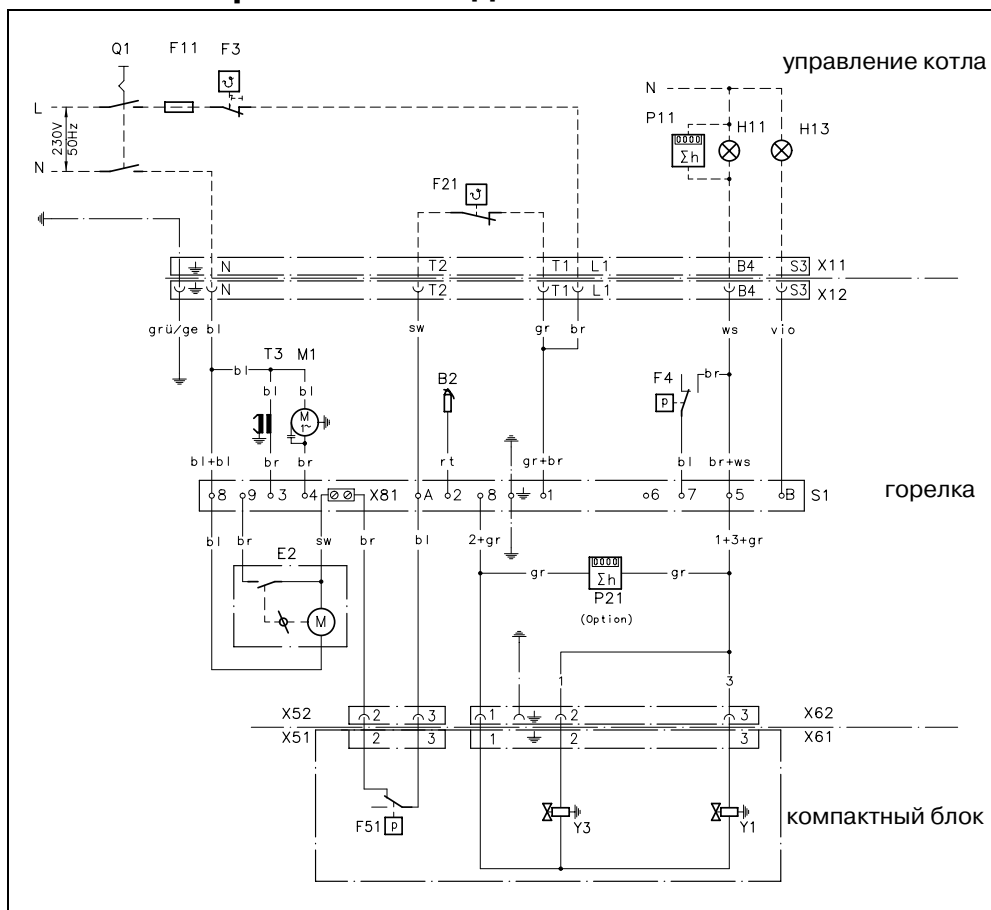 Q1 F11 F3
управление котла
N
P11 H11 H13
L
230V
50Hz
N
0000
Σh
ϑ
F21 ϑ
N T2 T1 L1 B4 S3 X11
N T2 T1 L1 B4 S3 X12
grü/ge bl sw gr br ws vio
T3 M1
bl
B2
F4 br
bl bl
M
1~
p
bl+bl br br rt gr+br bl br+ws
8 9 3 4 X81 A 2 8 1 6 7 5 B S1
горелка
bl br sw br bl 2+gr 1+3+gr
E2
gr 0000 gr
Σh
P21
(Option)
M
1 3
X52 2 3 1 2 3 X62
X51 2 3 1 2 3 X61
F51 p Y3 Y1
компактный блок